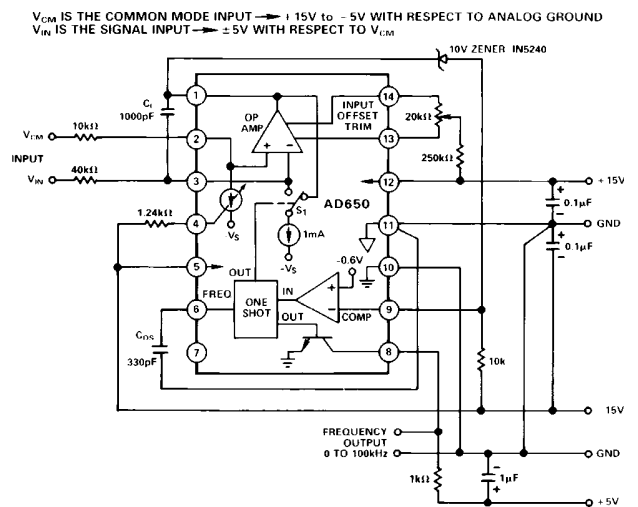 VCM IS THE COMMON MODE INPUT → +15V to −5V WITH RESPECT TO ANALOG GROUND
VIN IS THE SIGNAL INPUT → ±5V WITH RESPECT TO VCM
10V ZENER IN5240
1
14
CI
1000pF
OP
AMP
INPUT
OFFSET
TRIM
20kΩ
VCM
10kΩ
2
13
+
−
250kΩ
INPUT
VIN
40kΩ
3
12
+15V
S1
AD650
+
0.1µF
−
1.24kΩ
4
−VS
1mA
11
GND
+
0.1µF
−
−VS
5
OUT
−0.6V
10
FREQ
IN
+
6
ONE
SHOT
OUT
−
COMP
9
COS
330pF
7
8
10k
15V
FREQUENCY
OUTPUT
0 TO 100kHz
GND
1kΩ
−
1µF
+
+5V